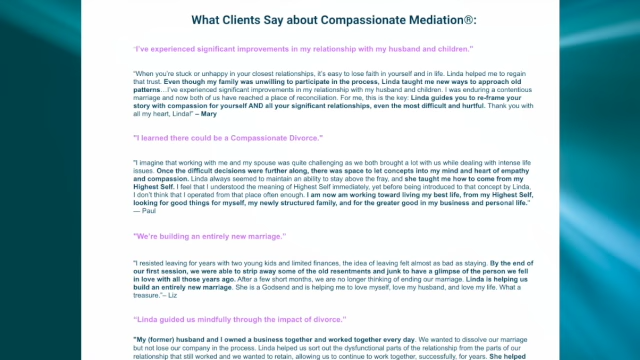 What Clients Say about Compassionate Mediation®:
"I've experienced significant improvements in my relationship with my husband and children."
"When you're stuck or unhappy in your closest relationships, it's easy to lose faith in yourself and in life. Linda helped me to regain
that trust. Even though my family was unwilling to participate in the process, Linda taught me new ways to approach old
patterns…I've experienced significant improvements in my relationship with my husband and children. I was enduring a contentious
marriage and now both of us have reached a place of reconciliation. For me, this is the key: Linda guides you to re-frame your
story with compassion for yourself AND all your significant relationships, even the most difficult and hurtful. Thank you with
all my heart, Linda!" – Mary
"I learned there could be a Compassionate Divorce."
"I imagine that working with me and my spouse was quite challenging as we both brought a lot with us while dealing with intense life
issues. Once the difficult decisions were further along, there was space to let concepts into my mind and heart of empathy
and compassion. Linda always seemed to maintain an ability to stay above the fray, and she taught me how to come from my
Highest Self. I feel that I understood the meaning of Highest Self immediately, yet before being introduced to that concept by Linda,
I don't think that I operated from that place often enough. I am now am working toward living my best life, from my Highest Self,
looking for good things for myself, my newly structured family, and for the greater good in my business and personal life."
— Paul
"We're building an entirely new marriage."
"I resisted leaving for years with two young kids and limited finances, the idea of leaving felt almost as bad as staying. By the end
of our first session, we were able to strip away some of the old resentments and junk to have a glimpse of the person we fell
in love with all those years ago. After a few short months, we are no longer thinking of ending our marriage. Linda is helping us
build an entirely new marriage. She is a Godsend and is helping me to love myself, love my husband, and love my life. What a
treasure."– Liz
"Linda guided us mindfully through the impact of divorce."
"My (former) husband and I owned a business together and worked together every day. We wanted to dissolve our marriage
but not lose our company in the process. Linda helped us sort out the dysfunctional parts of the relationship from the parts of our
relationship that still worked and we wanted to retain, allowing us to continue to work together, successfully, for years. She helped